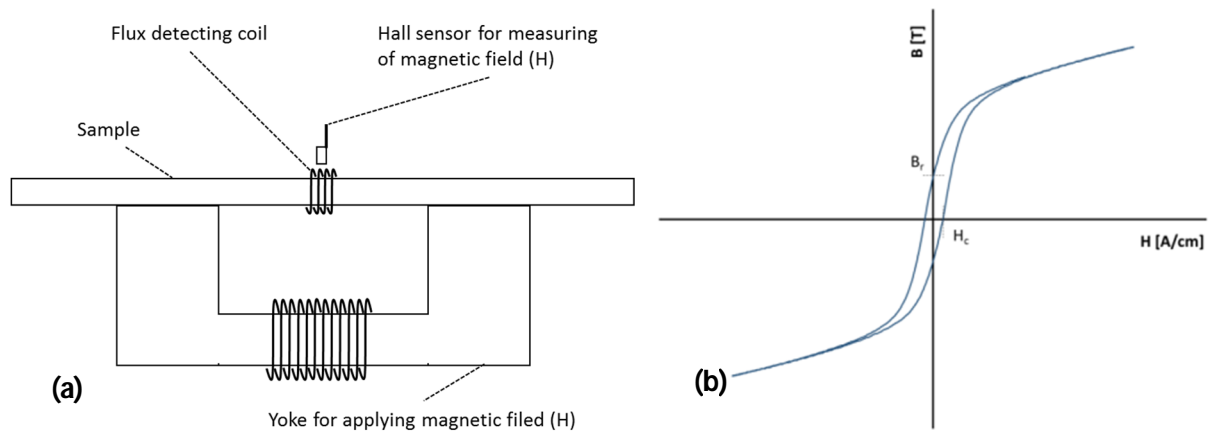 Flux detecting coil
Hall sensor for measuring
of magnetic field (H)
Sample
Yoke for applying magnetic filed (H)
(a)
B [T]
Br
Hc
H [A/cm]
(b)